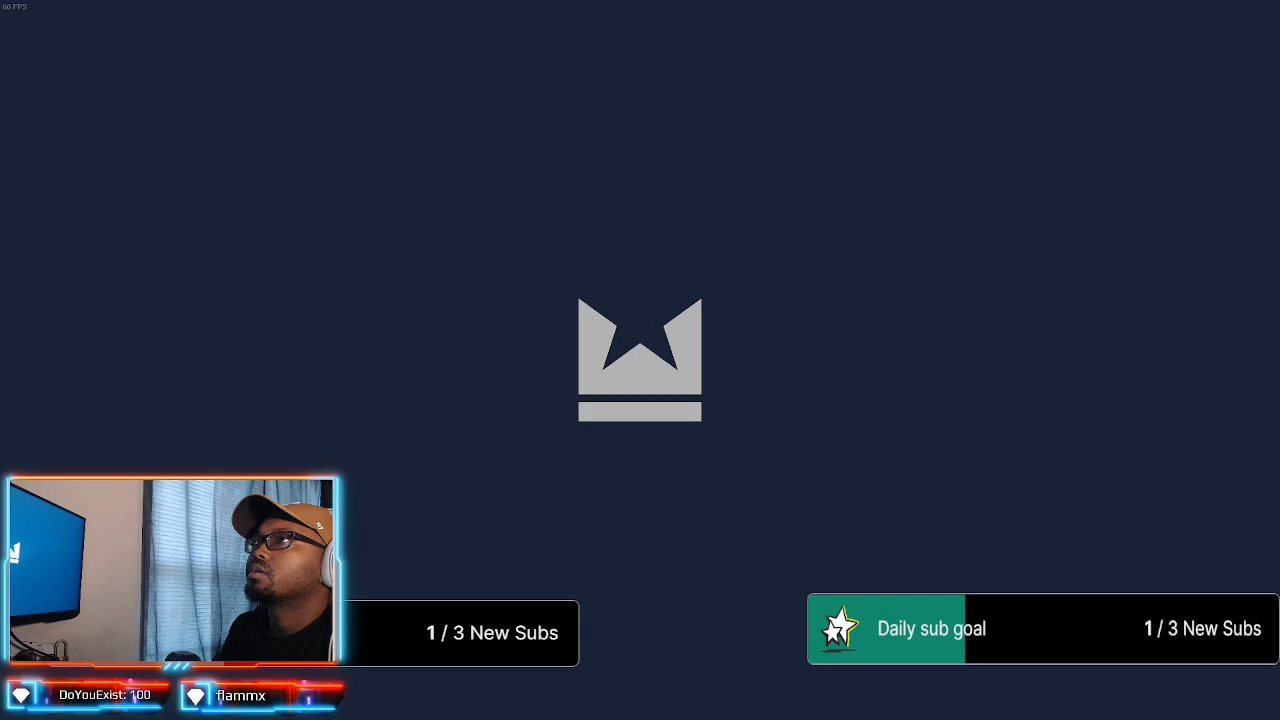 60 FPS
1 / 3 New Subs
Daily sub goal
1 / 3 New Subs
DoYouExist: 100
flammx